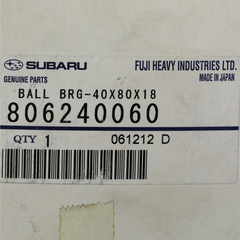 SUBARU
FUJI HEAVY INDUSTRIES LTD.
GENUINE PARTS
MADE IN JAPAN
BALL BRG-40X80X18
806240060
QTY 1
061212 D